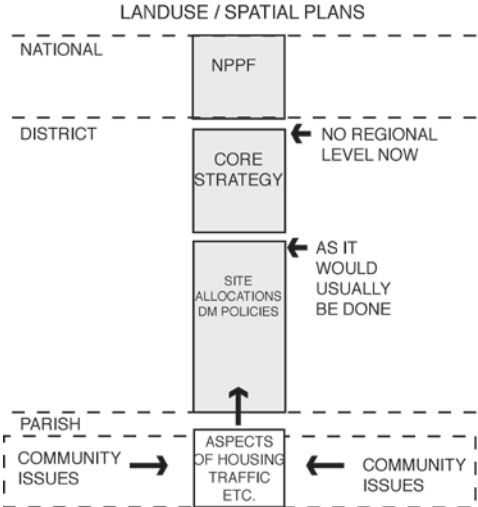 LANDUSE / SPATIAL PLANS
NATIONAL
NPPF
DISTRICT
NO REGIONAL
LEVEL NOW
CORE
STRATEGY
AS IT
WOULD
USUALLY
BE DONE
SITE
ALLOCATIONS
DM POLICIES
PARISH
COMMUNITY
ISSUES
ASPECTS
OF HOUSING
TRAFFIC
ETC.
COMMUNITY
ISSUES